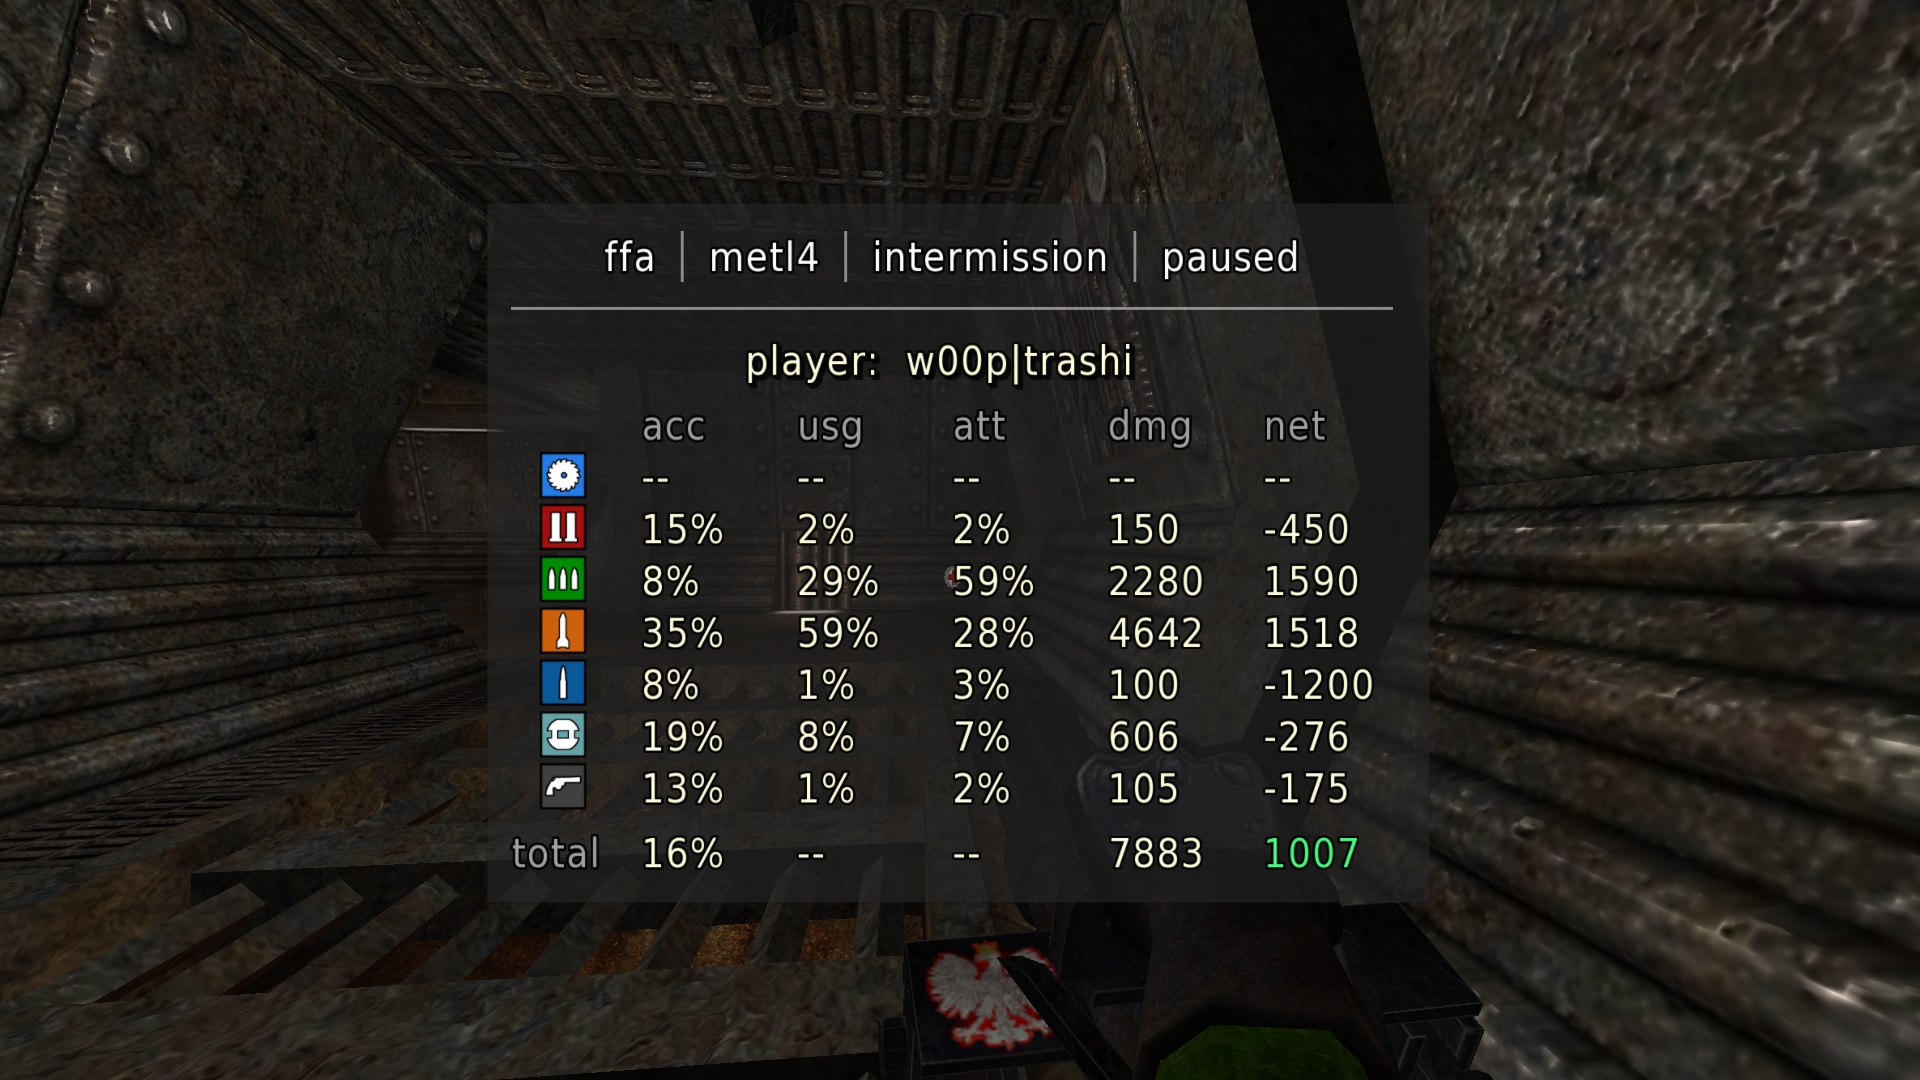 ffa | metl4 | intermission | paused
player: w00p|trashi
acc usg att dmg net
-- -- -- -- --
15% 2% 2% 150 -450
8% 29% 59% 2280 1590
35% 59% 28% 4642 1518
8% 1% 3% 100 -1200
19% 8% 7% 606 -276
13% 1% 2% 105 -175
total 16% -- -- 7883 1007